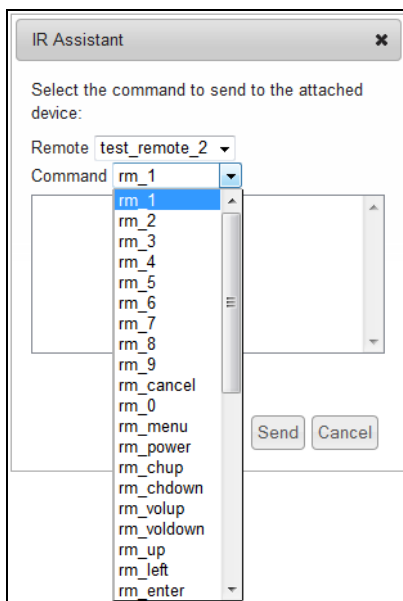 IR Assistant
Select the command to send to the attached
device:
Remote test_remote_2
Command rm_1
rm_1
rm_2
rm_3
rm_4
rm_5
rm_6
rm_7
rm_8
rm_9
rm_cancel
rm_0
rm_menu
rm_power
rm_chup
rm_chdown
rm_volup
rm_voldown
rm_up
rm_left
rm_enter
Send Cancel